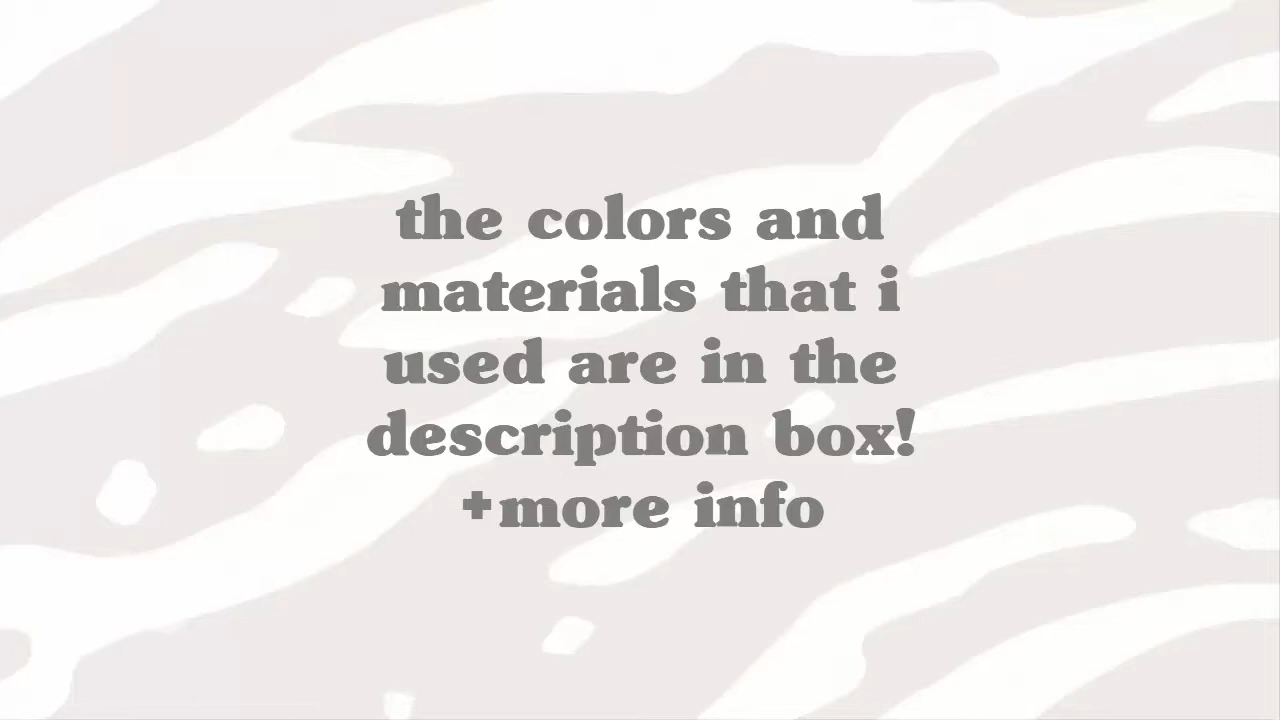 the colors and
materials that i
used are in the
description box!
+more info